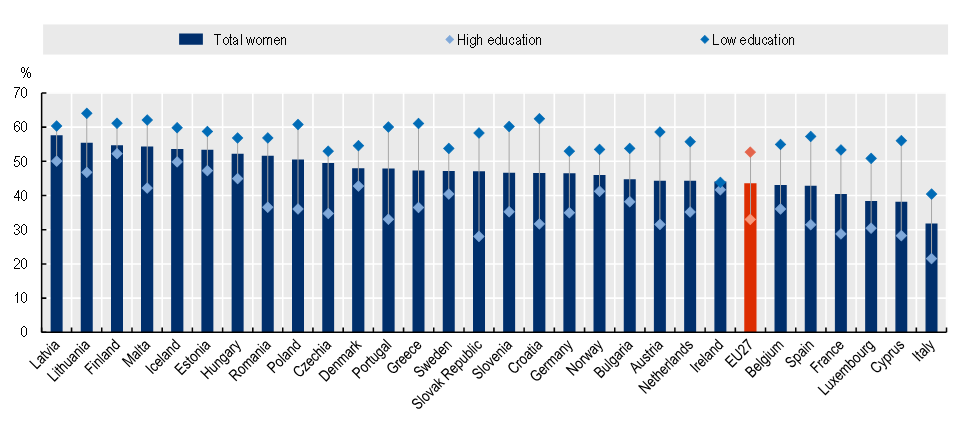 Total women
High education
Low education
%
70
60
50
40
30
20
10
0
Latvia
Lithuania
Finland
Malta
Iceland
Estonia
Hungary
Romania
Poland
Czechia
Denmark
Portugal
Greece
Sweden
Slovak Republic
Slovenia
Croatia
Germany
Norway
Bulgaria
Austria
Netherlands
Ireland
EU27
Belgium
Spain
France
Luxembourg
Cyprus
Italy